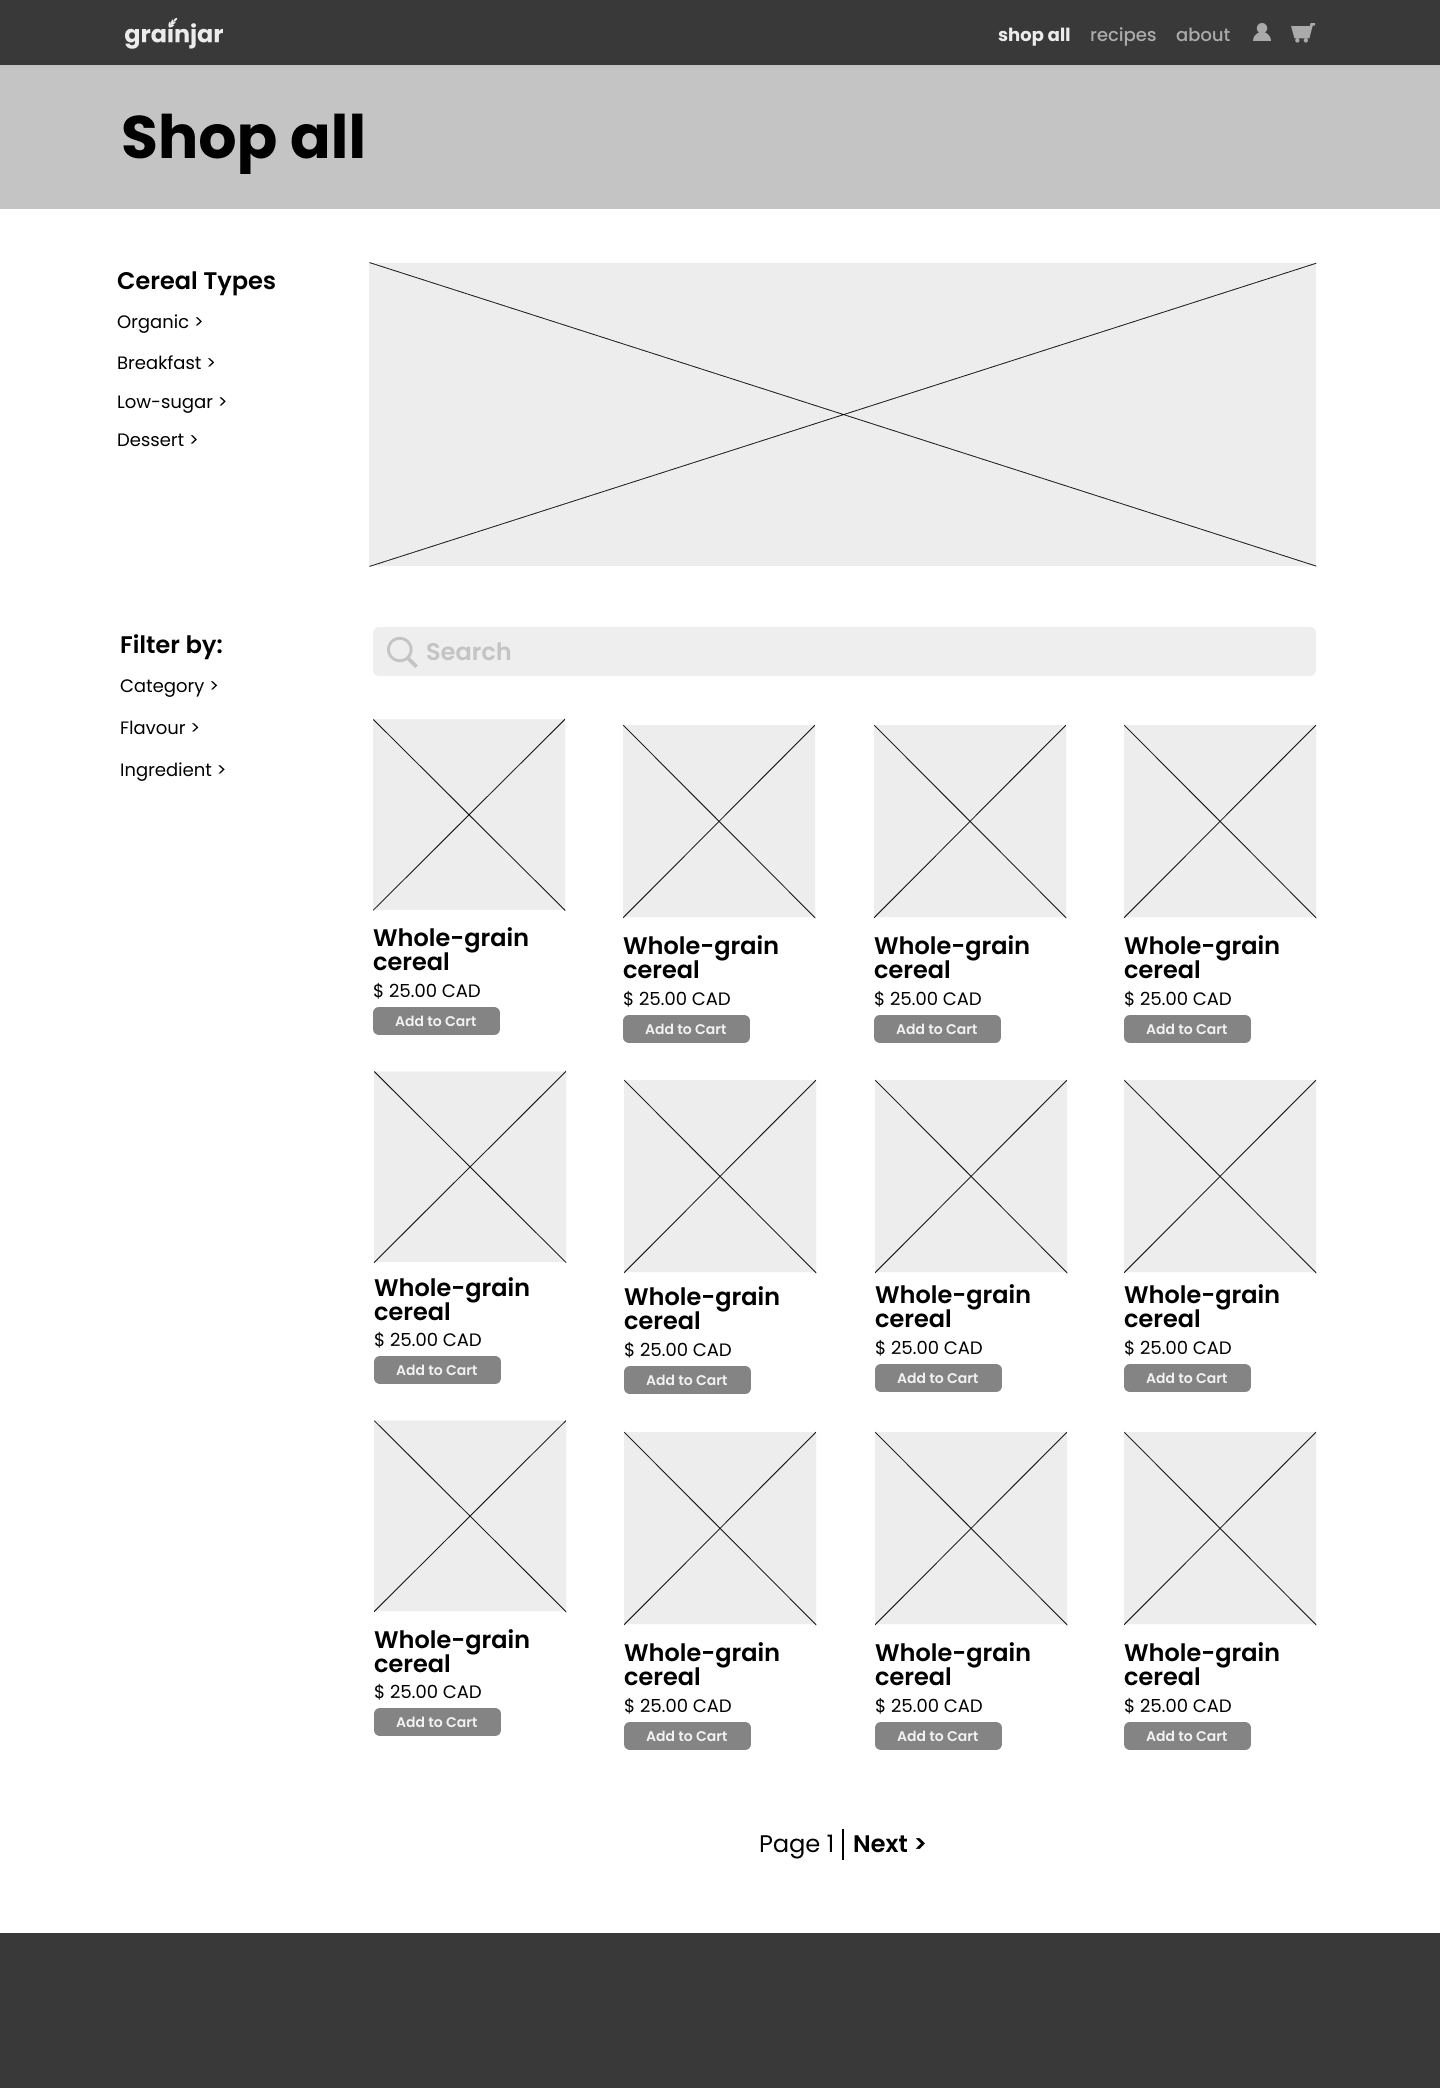 grainjar
shop all
recipes
about
Shop all
Cereal Types
Organic >
Breakfast >
Low-sugar >
Dessert >
Filter by:
Category >
Flavour >
Ingredient >
Search
Whole-grain
cereal
$ 25.00 CAD
Add to Cart
Whole-grain
cereal
$ 25.00 CAD
Add to Cart
Whole-grain
cereal
$ 25.00 CAD
Add to Cart
Whole-grain
cereal
$ 25.00 CAD
Add to Cart
Whole-grain
cereal
$ 25.00 CAD
Add to Cart
Whole-grain
cereal
$ 25.00 CAD
Add to Cart
Whole-grain
cereal
$ 25.00 CAD
Add to Cart
Whole-grain
cereal
$ 25.00 CAD
Add to Cart
Whole-grain
cereal
$ 25.00 CAD
Add to Cart
Whole-grain
cereal
$ 25.00 CAD
Add to Cart
Whole-grain
cereal
$ 25.00 CAD
Add to Cart
Whole-grain
cereal
$ 25.00 CAD
Add to Cart
Page 1 | Next >